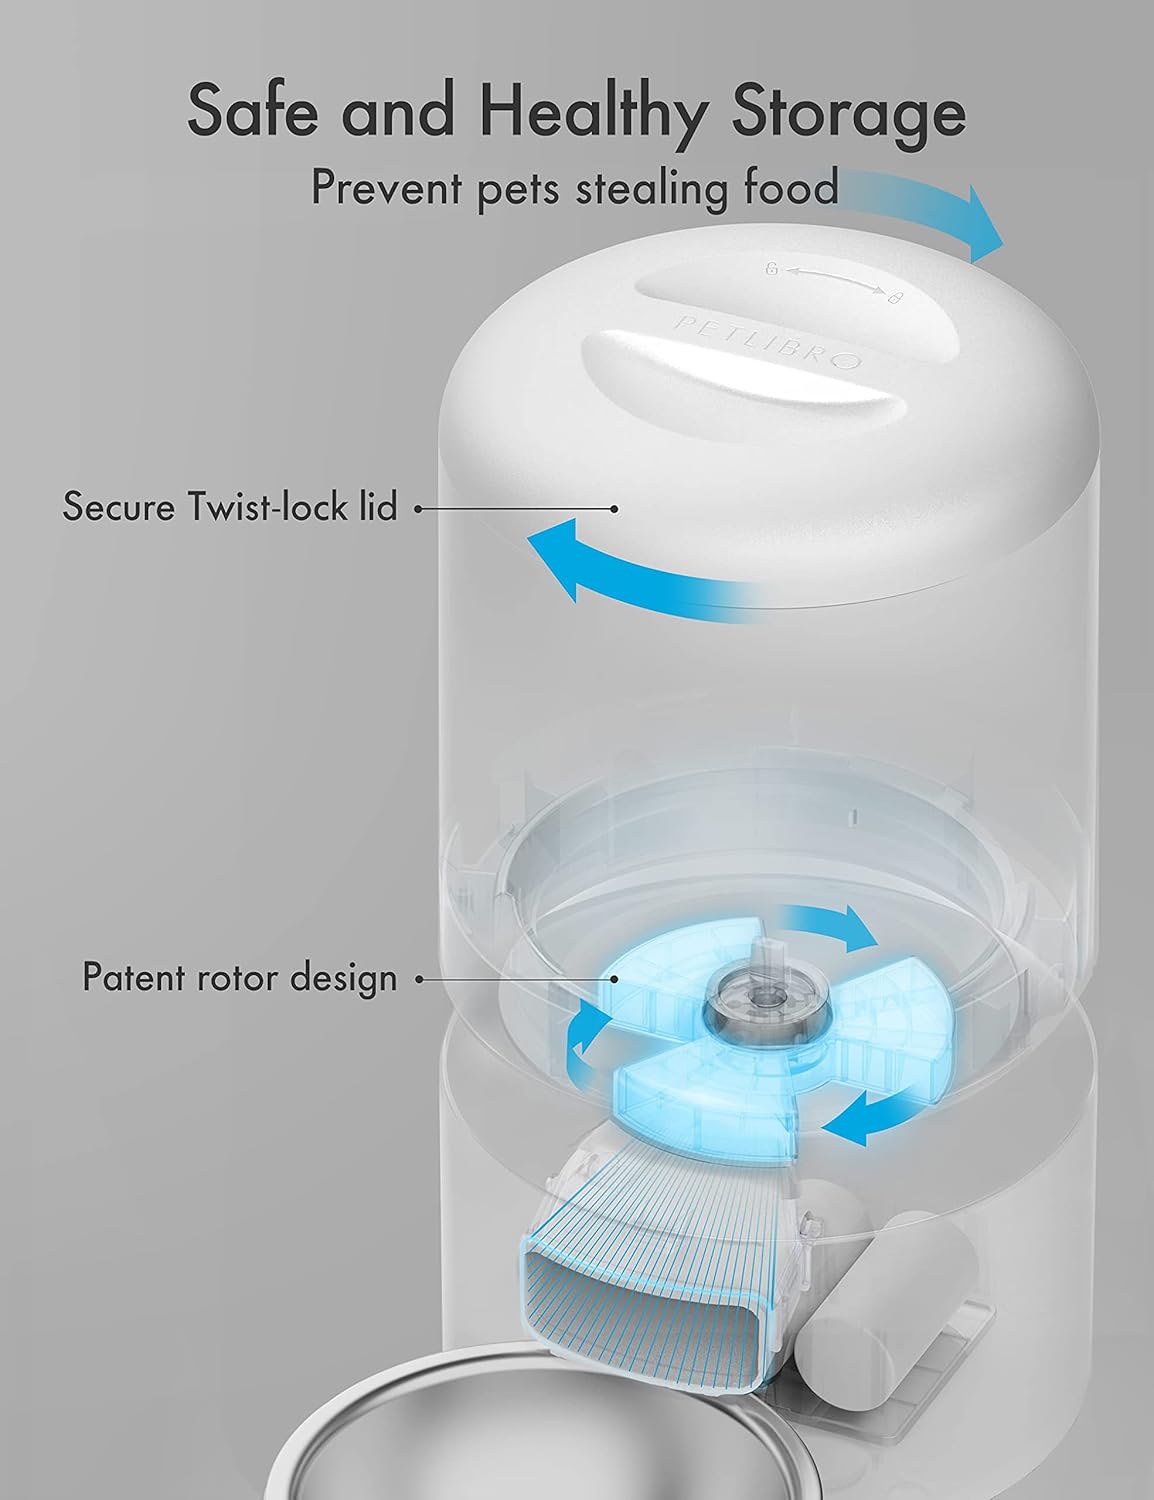 Safe and Healthy Storage
Prevent pets stealing food
PETLIBRO
Secure Twist-lock lid
Patent rotor design